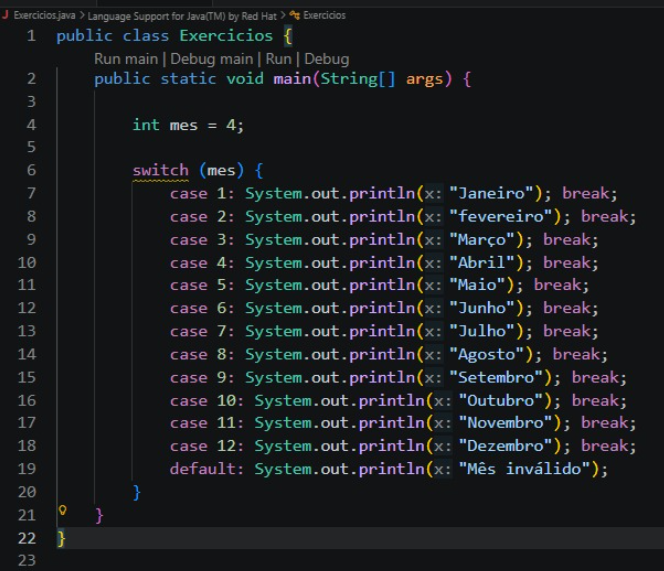 J Exercicios.java > Language Support for Java(TM) by Red Hat > Exercicios
1 public class Exercicios {
Run main | Debug main | Run | Debug
2 public static void main(String[] args) {
3
4 int mes = 4;
5
6 switch (mes) {
7 case 1: System.out.println(x: "Janeiro"); break;
8 case 2: System.out.println(x: "fevereiro"); break;
9 case 3: System.out.println(x: "Março"); break;
10 case 4: System.out.println(x: "Abril"); break;
11 case 5: System.out.println(x: "Maio"); break;
12 case 6: System.out.println(x: "Junho"); break;
13 case 7: System.out.println(x: "Julho"); break;
14 case 8: System.out.println(x: "Agosto"); break;
15 case 9: System.out.println(x: "Setembro"); break;
16 case 10: System.out.println(x: "Outubro"); break;
17 case 11: System.out.println(x: "Novembro"); break;
18 case 12: System.out.println(x: "Dezembro"); break;
19 default: System.out.println(x: "Mês inválido");
20 }
21 }
22 }
23